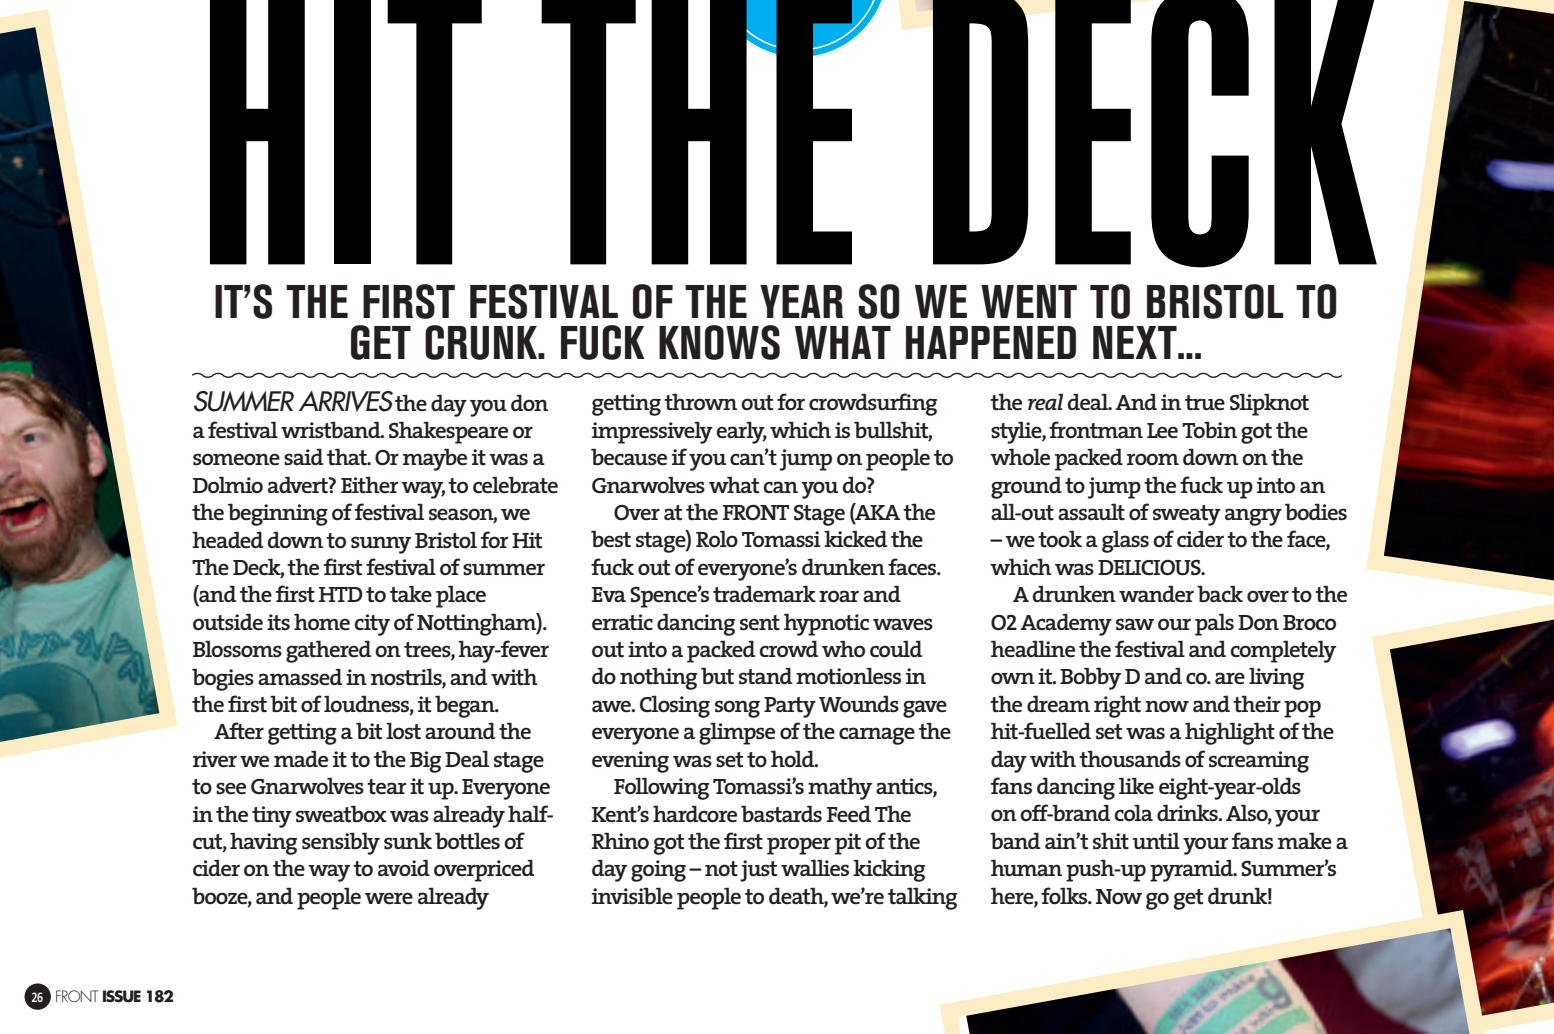 HIT THE DECK
IT'S THE FIRST FESTIVAL OF THE YEAR SO WE WENT TO BRISTOL TO
GET CRUNK. FUCK KNOWS WHAT HAPPENED NEXT...
SUMMER ARRIVES the day you don
a festival wristband. Shakespeare or
someone said that. Or maybe it was a
Dolmio advert? Either way, to celebrate
the beginning of festival season, we
headed down to sunny Bristol for Hit
The Deck, the first festival of summer
(and the first HTD to take place
outside its home city of Nottingham).
Blossoms gathered on trees, hay-fever
bogies amassed in nostrils, and with
the first bit of loudness, it began.
After getting a bit lost around the
river we made it to the Big Deal stage
to see Gnarwolves tear it up. Everyone
in the tiny sweatbox was already half-
cut, having sensibly sunk bottles of
cider on the way to avoid overpriced
booze, and people were already
getting thrown out for crowdsurfing
impressively early, which is bullshit,
because if you can't jump on people to
Gnarwolves what can you do?
Over at the FRONT Stage (AKA the
best stage) Rolo Tomassi kicked the
fuck out of everyone's drunken faces.
Eva Spence's trademark roar and
erratic dancing sent hypnotic waves
out into a packed crowd who could
do nothing but stand motionless in
awe. Closing song Party Wounds gave
everyone a glimpse of the carnage the
evening was set to hold.
Following Tomassi's mathy antics,
Kent's hardcore bastards Feed The
Rhino got the first proper pit of the
day going – not just wallies kicking
invisible people to death, we're talking
the real deal. And in true Slipknot
stylie, frontman Lee Tobin got the
whole packed room down on the
ground to jump the fuck up into an
all-out assault of sweaty angry bodies
– we took a glass of cider to the face,
which was DELICIOUS.
A drunken wander back over to the
O2 Academy saw our pals Don Broco
headline the festival and completely
own it. Bobby D and co. are living
the dream right now and their pop
hit-fuelled set was a highlight of the
day with thousands of screaming
fans dancing like eight-year-olds
on off-brand cola drinks. Also, your
band ain't shit until your fans make a
human push-up pyramid. Summer's
here, folks. Now go get drunk!
26 FRONT ISSUE 182